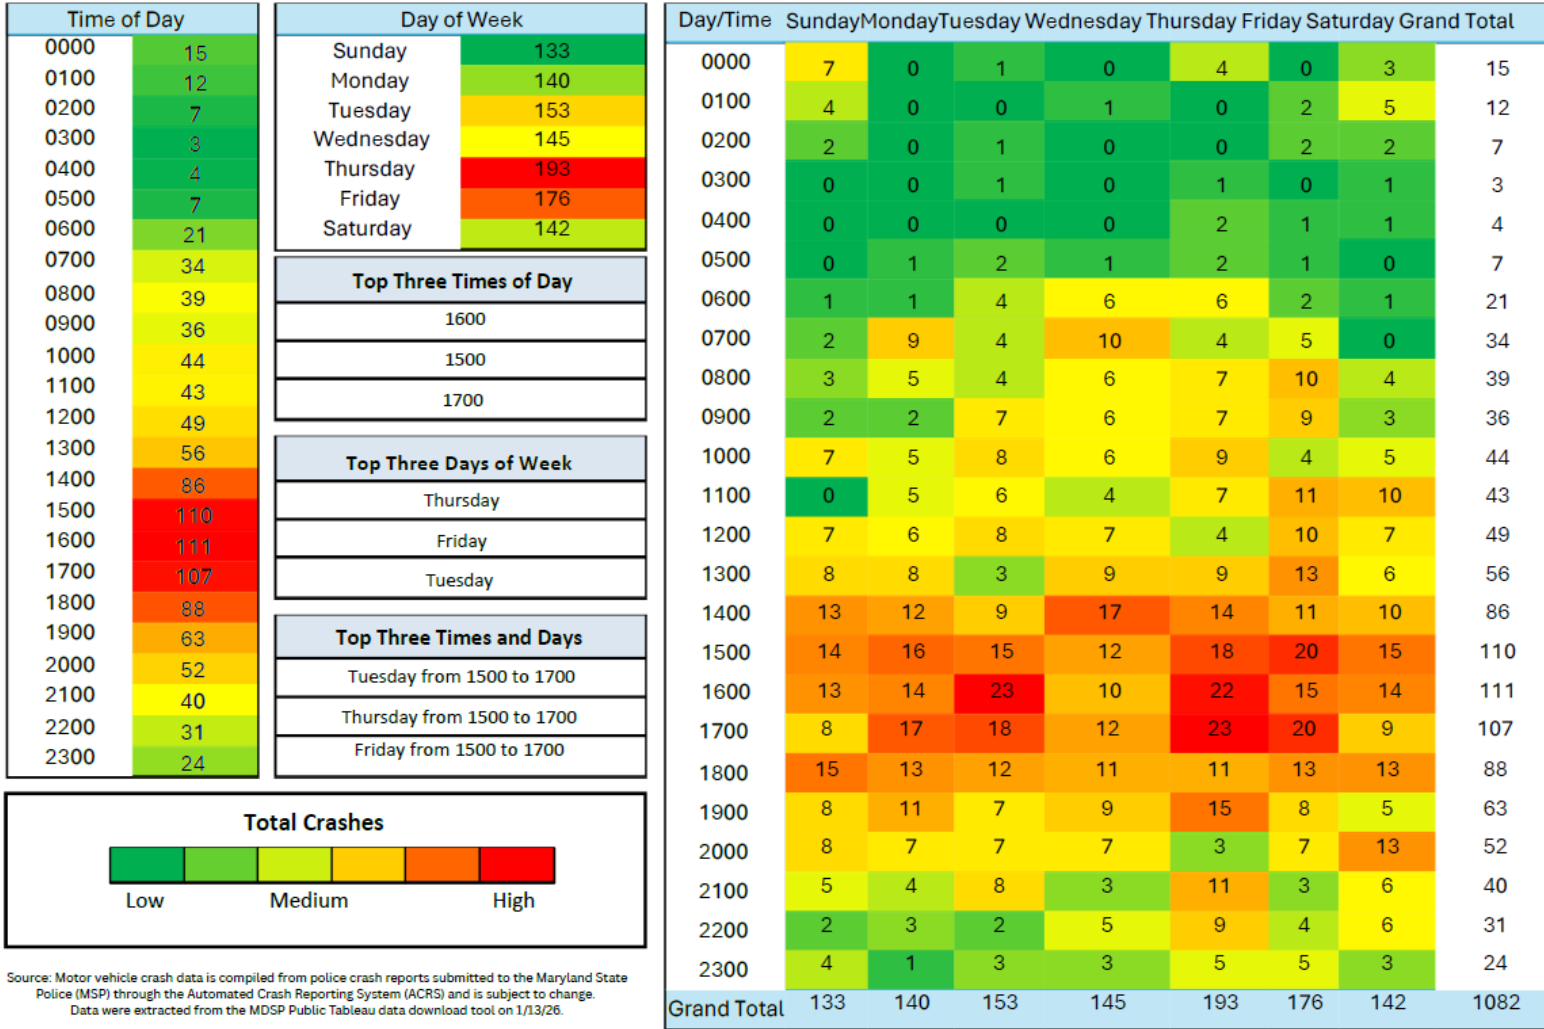 Time of Day
0000 15
0100 12
0200 7
0300 3
0400 4
0500 7
0600 21
0700 34
0800 39
0900 36
1000 44
1100 43
1200 49
1300 56
1400 86
1500 110
1600 111
1700 107
1800 88
1900 63
2000 52
2100 40
2200 31
2300 24
Day of Week
Sunday 133
Monday 140
Tuesday 153
Wednesday 145
Thursday 193
Friday 176
Saturday 142
Top Three Times of Day
1600
1500
1700
Top Three Days of Week
Thursday
Friday
Tuesday
Top Three Times and Days
Tuesday from 1500 to 1700
Thursday from 1500 to 1700
Friday from 1500 to 1700
Total Crashes
Low Medium High
Source: Motor vehicle crash data is compiled from police crash reports submitted to the Maryland State
Police (MSP) through the Automated Crash Reporting System (ACRS) and is subject to change.
Data were extracted from the MDSP Public Tableau data download tool on 1/13/26.
Day/Time Sunday Monday Tuesday Wednesday Thursday Friday Saturday Grand Total
0000 7 0 1 0 4 0 3 15
0100 4 0 0 1 0 2 5 12
0200 2 0 1 0 0 2 2 7
0300 0 0 1 0 1 0 1 3
0400 0 0 0 0 2 1 1 4
0500 0 1 2 1 2 1 0 7
0600 1 1 4 6 6 2 1 21
0700 2 9 4 10 4 5 0 34
0800 3 5 4 6 7 10 4 39
0900 2 2 7 6 7 9 3 36
1000 7 5 8 6 9 4 5 44
1100 0 5 6 4 7 11 10 43
1200 7 6 8 7 4 10 7 49
1300 8 8 3 9 9 13 6 56
1400 13 12 9 17 14 11 10 86
1500 14 16 15 12 18 20 15 110
1600 13 14 23 10 22 15 14 111
1700 8 17 18 12 23 20 9 107
1800 15 13 12 11 11 13 13 88
1900 8 11 7 9 15 8 5 63
2000 8 7 7 7 3 7 13 52
2100 5 4 8 3 11 3 6 40
2200 2 3 2 5 9 4 6 31
2300 4 1 3 3 5 5 3 24
Grand Total 133 140 153 145 193 176 142 1082